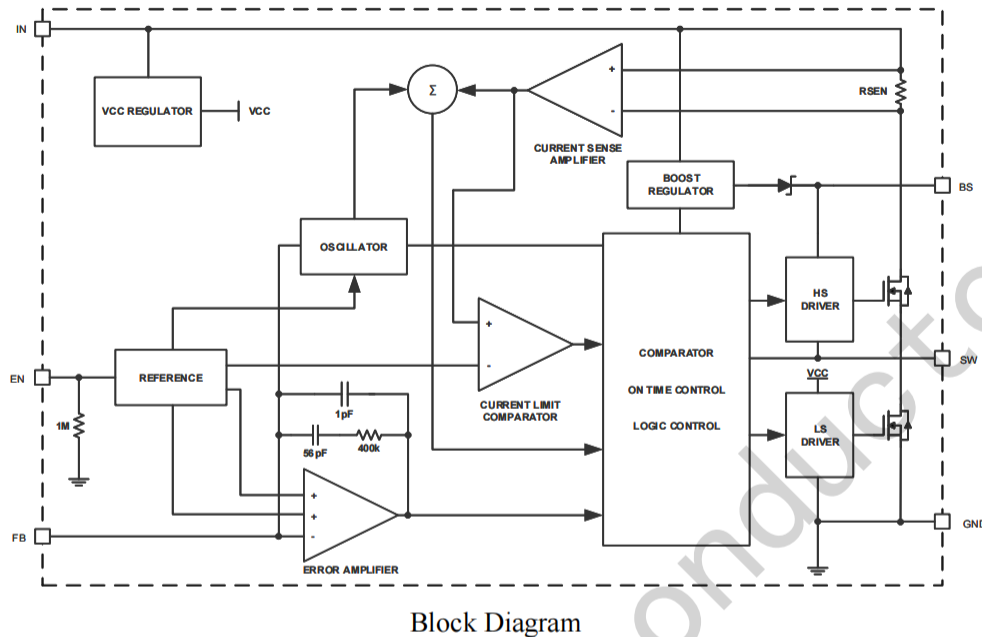 IN
VCC REGULATOR
VCC
Σ
+
-
CURRENT SENSE
AMPLIFIER
RSEN
BOOST
REGULATOR
BS
OSCILLATOR
HS
DRIVER
+
-
CURRENT LIMIT
COMPARATOR
COMPARATOR
ON TIME CONTROL
LOGIC CONTROL
SW
EN
REFERENCE
1M
1pF
56pF
400k
VCC
LS
DRIVER
+
+
-
ERROR AMPLIFIER
FB
GND
Block Diagram